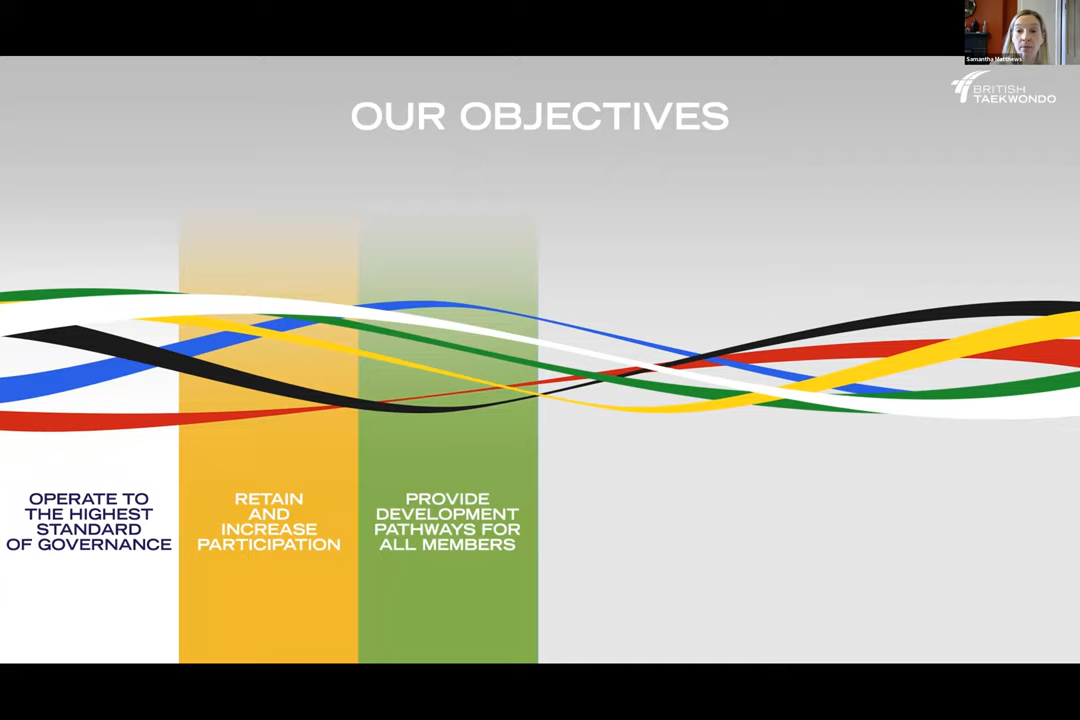 Samantha Matthews
BRITISH
TAEKWONDO
OUR OBJECTIVES
OPERATE TO
THE HIGHEST
STANDARD
OF GOVERNANCE
RETAIN
AND
INCREASE
PARTICIPATION
PROVIDE
DEVELOPMENT
PATHWAYS FOR
ALL MEMBERS